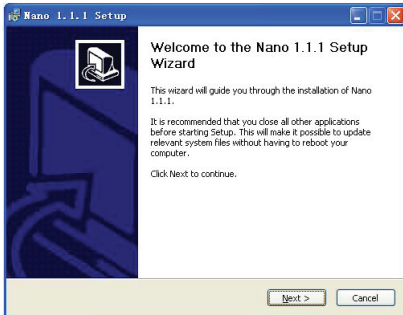 Nano 1.1.1 Setup
Welcome to the Nano 1.1.1 Setup
Wizard
This wizard will guide you through the installation of Nano
1.1.1.
It is recommended that you close all other applications
before starting Setup. This will make it possible to update
relevant system files without having to reboot your
computer.
Click Next to continue.
Next >
Cancel